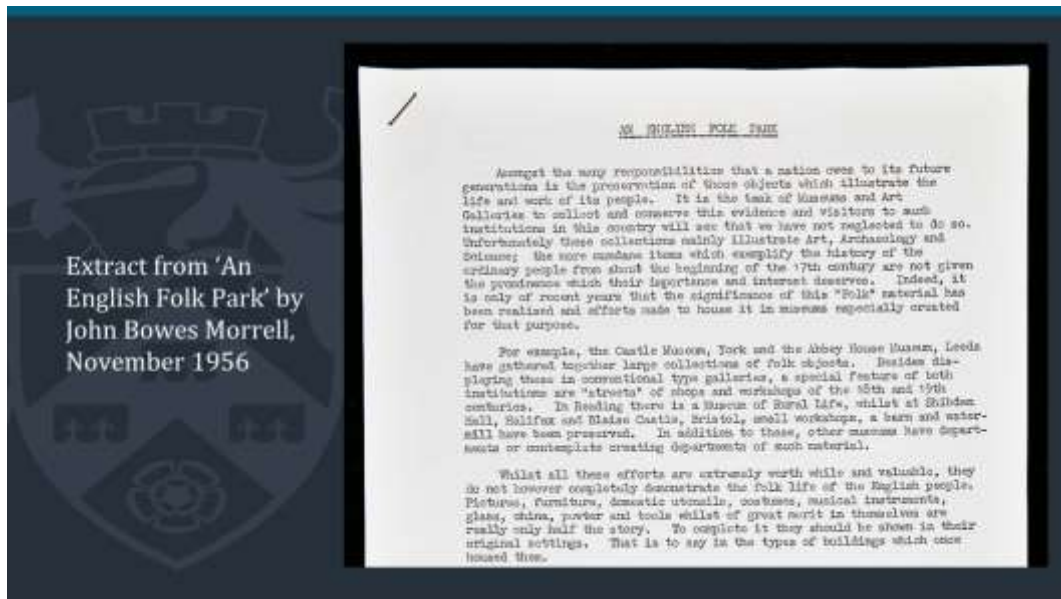 Extract from ‘An
English Folk Park’ by
John Bowes Morrell,
November 1956
AN ENGLISH FOLK PARK
Amongst the many responsibilities that a nation owes to its future
generations is the preservation of those objects which illustrate the
life and work of its people. It is the task of Museums and Art
Galleries to collect and conserve this evidence and visitors to such
institutions in this country will see that we have not neglected to do so.
Unfortunately these collections mainly illustrate Art, Archaeology and
Science; the more mundane items which exemplify the history of the
ordinary people from about the beginning of the 17th century are not given
the prominence which their importance and interest deserves. Indeed, it
is only of recent years that the significance of this "Folk" material has
been realised and efforts made to house it in museums especially created
for that purpose.
For example, the Castle Museum, York and the Abbey House Museum, Leeds
have gathered together large collections of folk objects. Besides dis-
playing these in conventional type galleries, a special feature of both
institutions are "streets" of shops and workshops of the 18th and 19th
centuries. In Reading there is a Museum of Rural Life, whilst at Shibden
Hall, Halifax and Blaise Castle, Bristol, small workshops, a barn and water-
mill have been preserved. In addition to these, other museums have depart-
ments or contemplate creating departments of such material.
Whilst all these efforts are extremely worth while and valuable, they
do not however completely demonstrate the folk life of the English people.
Pictures, furniture, domestic utensils, costumes, musical instruments,
glass, china, pewter and tools whilst of great merit in themselves are
really only half the story. To complete it they should be shown in their
original settings. That is to say in the types of buildings which once
housed them.